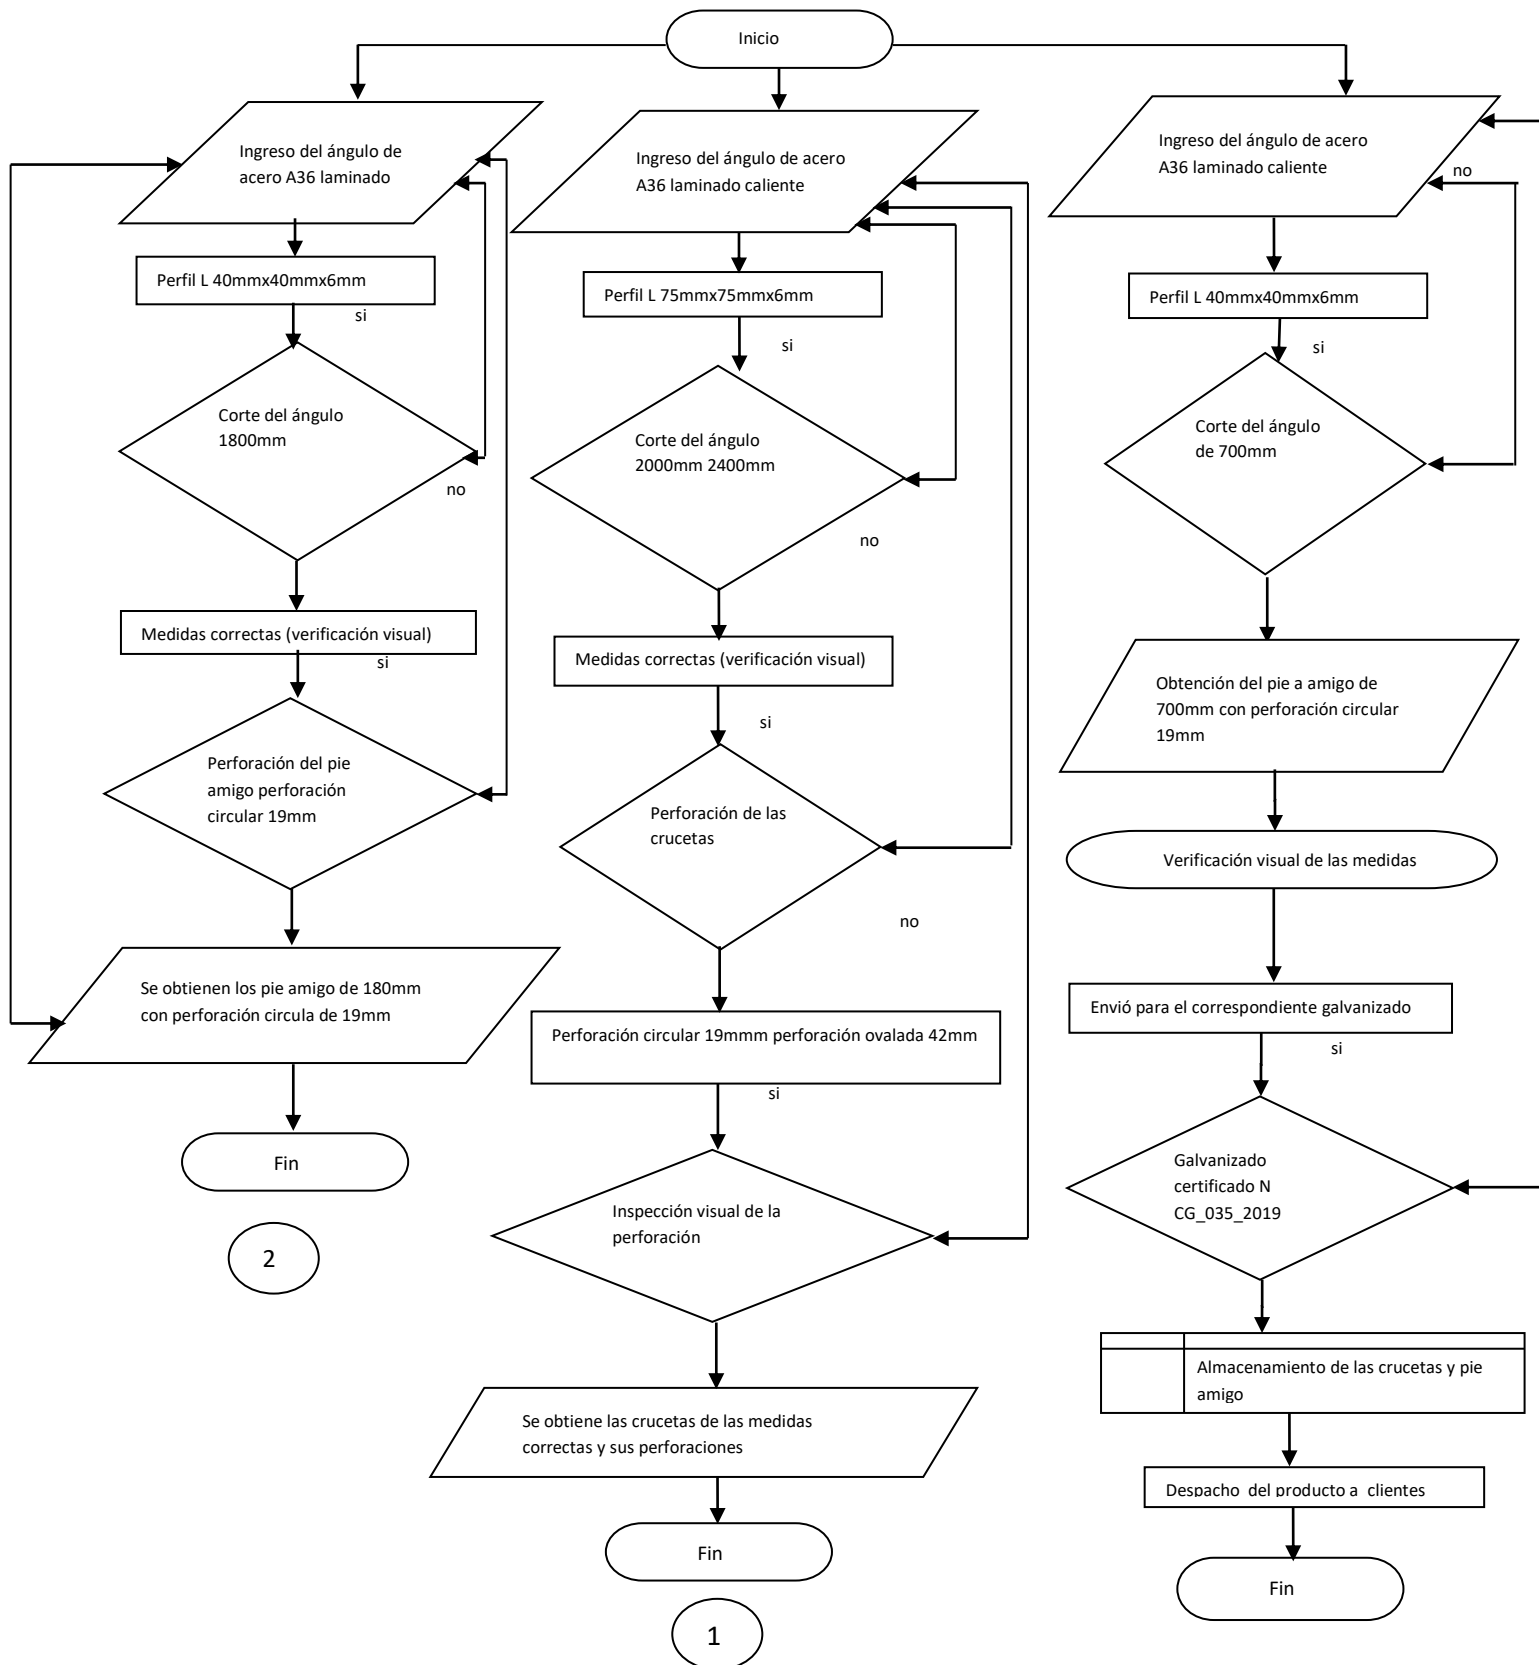 Inicio
Ingreso del ángulo de
acero A36 laminado
Perfil L 40mmx40mmx6mm
si
Corte del ángulo
1800mm
no
Medidas correctas (verificación visual)
si
Perforación del pie
amigo perforación
circular 19mm
Se obtienen los pie amigo de 180mm
con perforación circula de 19mm
Fin
2
Ingreso del ángulo de acero
A36 laminado caliente
Perfil L 75mmx75mmx6mm
si
Corte del ángulo
2000mm 2400mm
no
Medidas correctas (verificación visual)
si
Perforación de las
crucetas
no
Perforación circular 19mmm perforación ovalada 42mm
si
Inspección visual de la
perforación
Se obtiene las crucetas de las medidas
correctas y sus perforaciones
Fin
1
Ingreso del ángulo de acero
A36 laminado caliente
no
Perfil L 40mmx40mmx6mm
si
Corte del ángulo
de 700mm
Obtención del pie a amigo de
700mm con perforación circular
19mm
Verificación visual de las medidas
Envió para el correspondiente galvanizado
si
Galvanizado
certificado N
CG_035_2019
Almacenamiento de las crucetas y pie
amigo
Despacho del producto a clientes
Fin